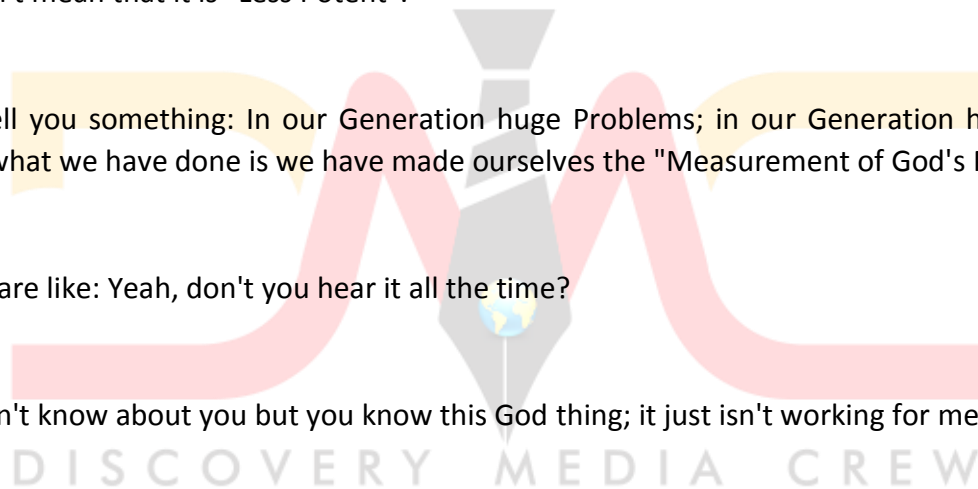 't mean that it is "Less Potent".
ell you something: In our Generation huge Problems; in our Generation h
what we have done is we have made ourselves the "Measurement of God's
are like: Yeah, don't you hear it all the time?
n't know about you but you know this God thing; it just isn't working for me
DISCOVERY MEDIA CREW